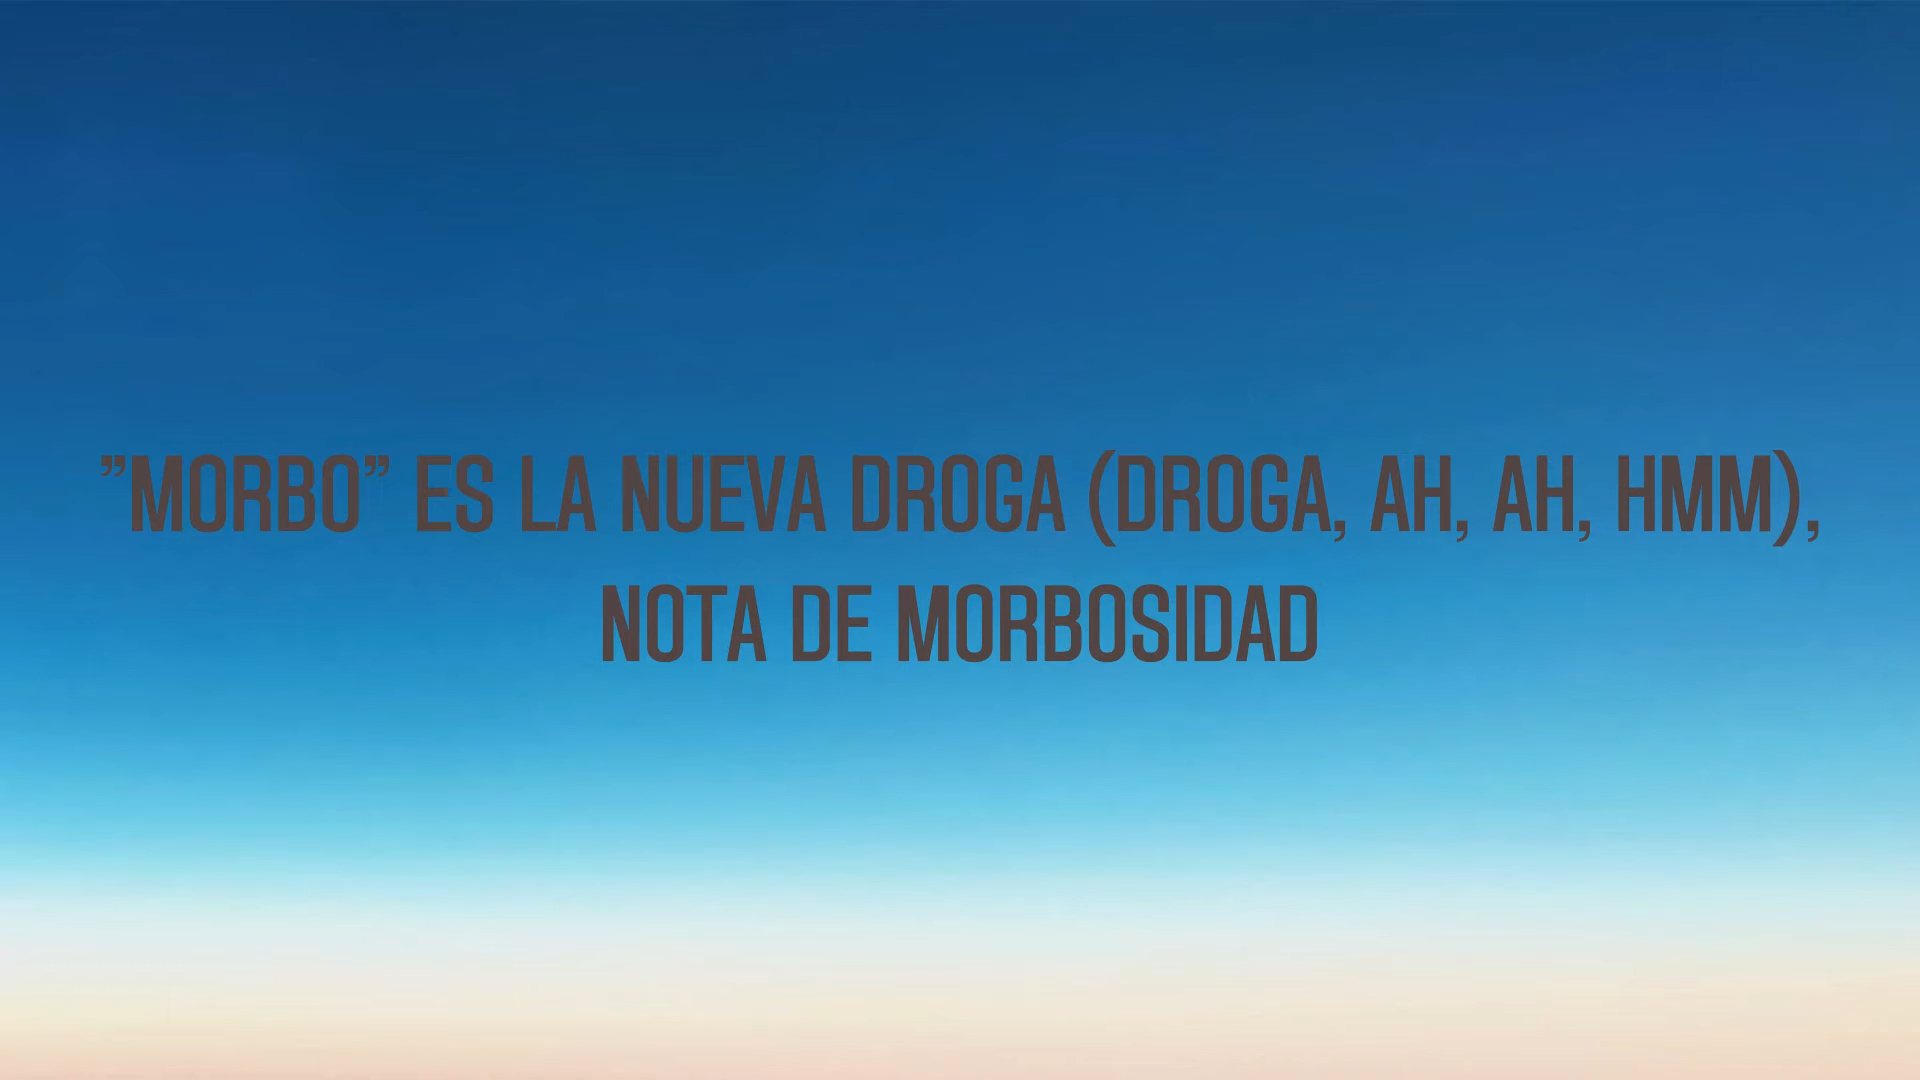 ”MORBO” ES LA NUEVA DROGA (DROGA, AH, AH, HMM),
NOTA DE MORBOSIDAD